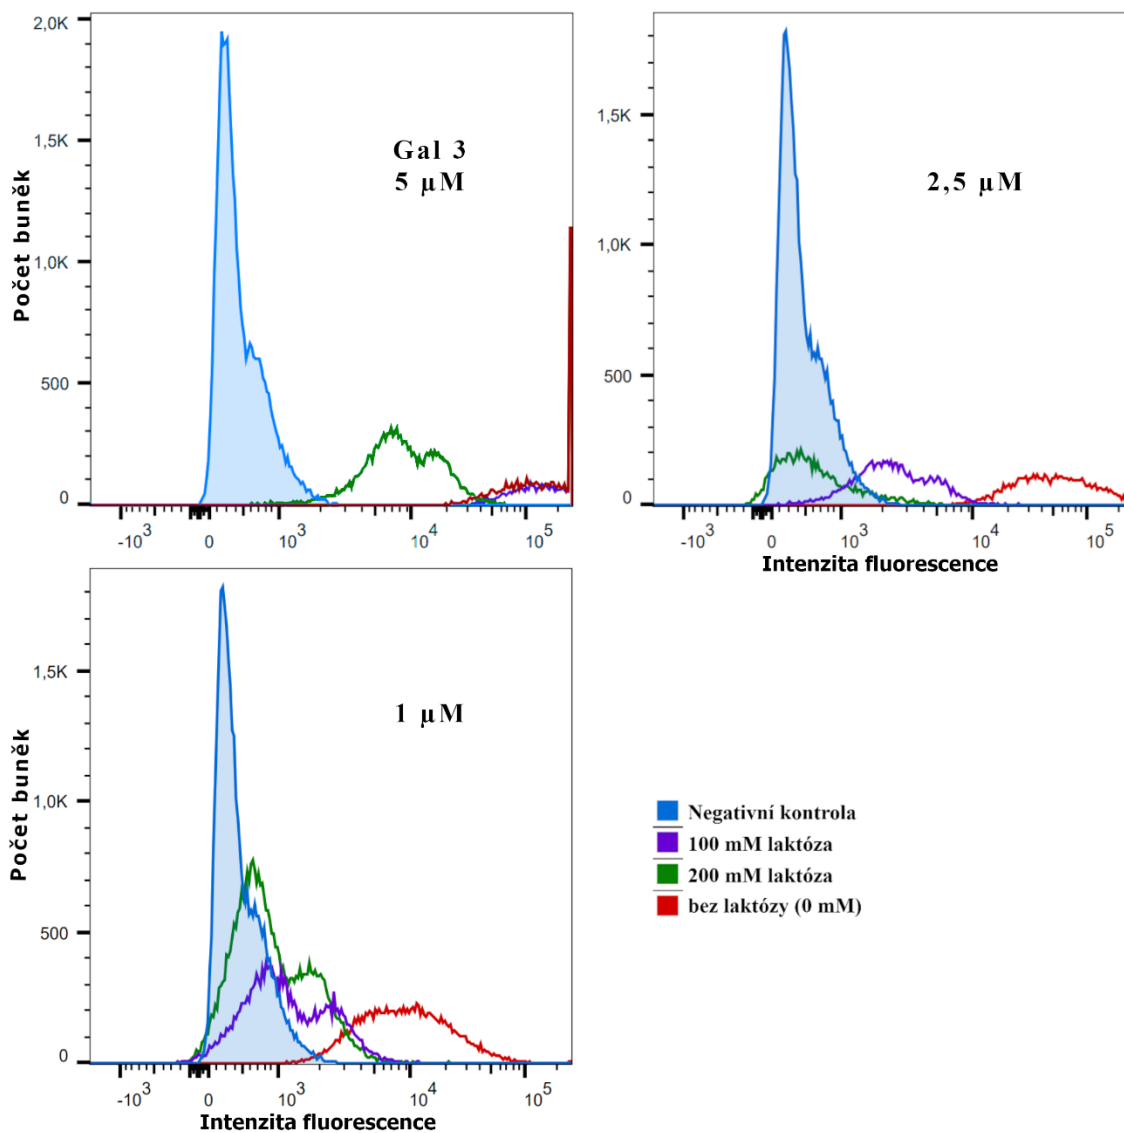 2,0K
1,5K
1,0K
500
0
Počet buněk
Gal 3
5 μM
-10³ 0 10³ 10⁴ 10⁵
1,5K
1,0K
500
0
2,5 μM
-10³ 0 10³ 10⁴ 10⁵
Intenzita fluorescence
1,5K
1,0K
500
0
Počet buněk
1 μM
-10³ 0 10³ 10⁴ 10⁵
Intenzita fluorescence
Negativní kontrola
100 mM laktóza
200 mM laktóza
bez laktózy (0 mM)